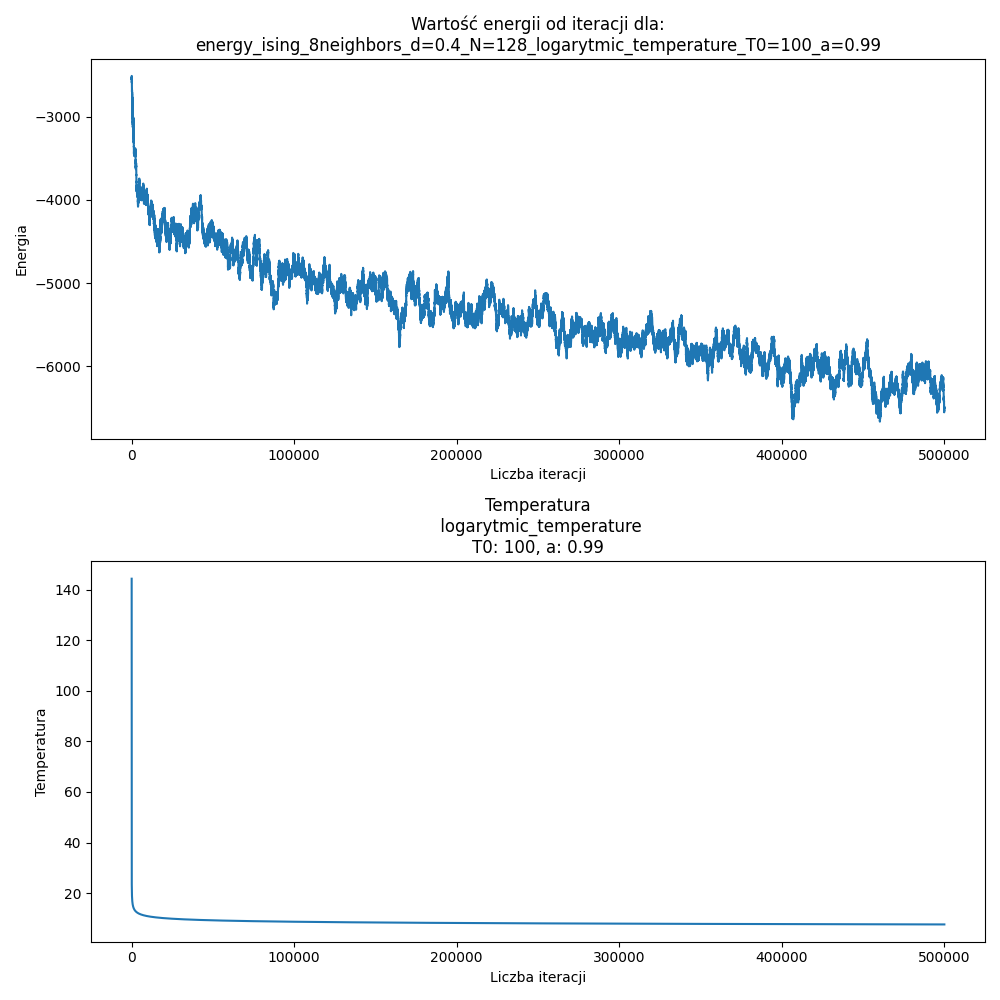 Wartość energii od iteracji dla:
energy_ising_8neighbors_d=0.4_N=128_logarytmic_temperature_T0=100_a=0.99
−3000
−4000
−5000
−6000
Energia
0 100000 200000 300000 400000 500000
Liczba iteracji
Temperatura
logarytmic_temperature
T0: 100, a: 0.99
140
120
100
80
60
40
20
Temperatura
0 100000 200000 300000 400000 500000
Liczba iteracji